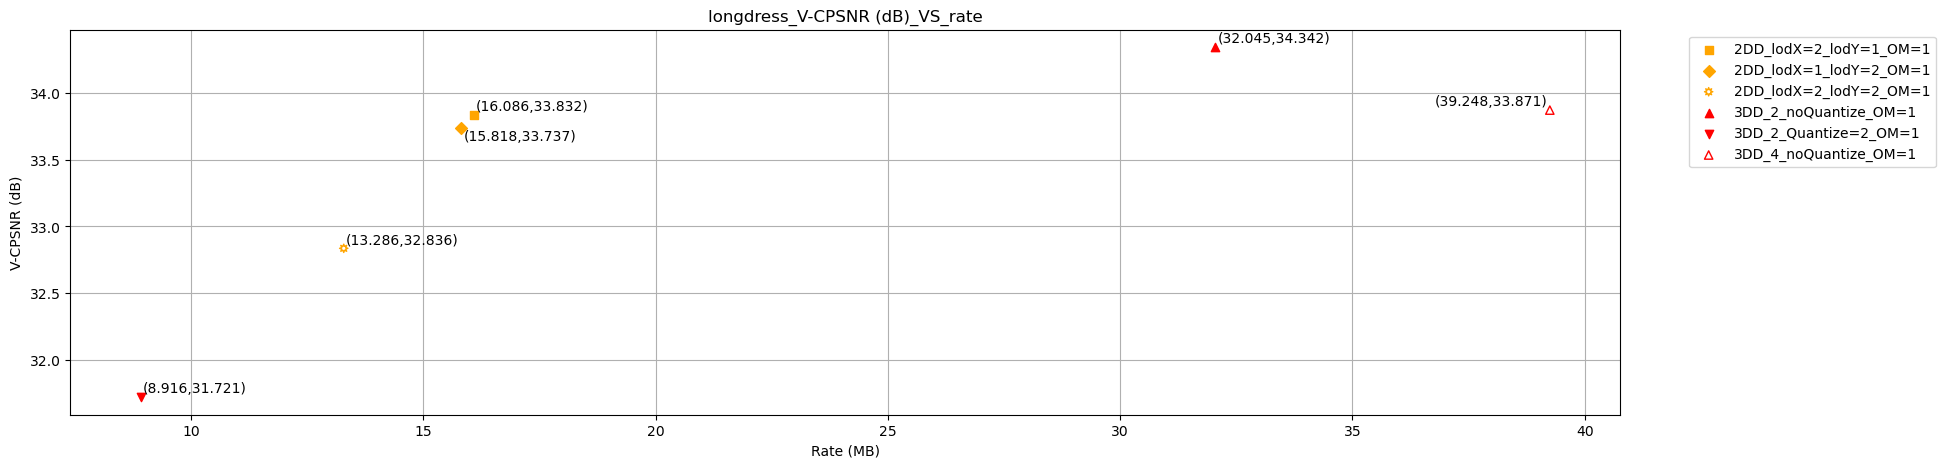 longdress_V-CPSNR (dB)_VS_rate
(32.045,34.342)
(39.248,33.871)
(16.086,33.832)
(15.818,33.737)
(13.286,32.836)
(8.916,31.721)
2DD_lodX=2_lodY=1_OM=1
2DD_lodX=1_lodY=2_OM=1
2DD_lodX=2_lodY=2_OM=1
3DD_2_noQuantize_OM=1
3DD_2_Quantize=2_OM=1
3DD_4_noQuantize_OM=1
V-CPSNR (dB)
34.0
33.5
33.0
32.5
32.0
10 15 20 25 30 35 40
Rate (MB)